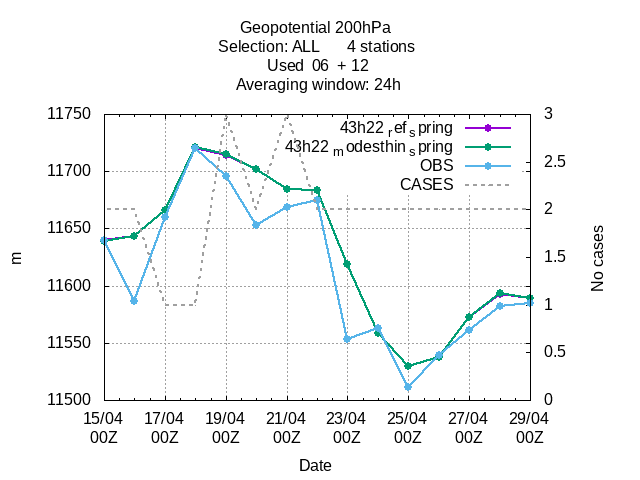 Geopotential 200hPa
Selection: ALL 4 stations
Used 06 + 12
Averaging window: 24h
11750
11700
11650
11600
11550
11500
3
2.5
2
1.5
1
0.5
0
43h22 ref spring
43h22 modesthin spring
OBS
CASES
m
No cases
15/04 17/04 19/04 21/04 23/04 25/04 27/04 29/04
00Z 00Z 00Z 00Z 00Z 00Z 00Z 00Z
Date